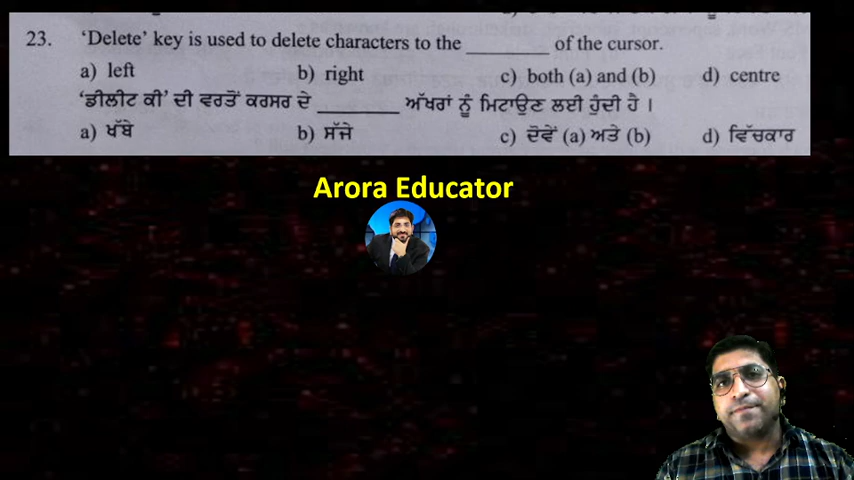 23. ‘Delete’ key is used to delete characters to the ________ of the cursor.
a) left b) right c) both (a) and (b) d) centre
‘ਡੀਲੀਟ ਕੀ’ ਦੀ ਵਰਤੋਂ ਕਰਸਰ ਦੇ ________ ਅੱਖਰਾਂ ਨੂੰ ਮਿਟਾਉਣ ਲਈ ਹੁੰਦੀ ਹੈ ।
a) ਖੱਬੇ b) ਸੱਜੇ c) ਦੋਵੇਂ (a) ਅਤੇ (b) d) ਵਿੱਚਕਾਰ
Arora Educator